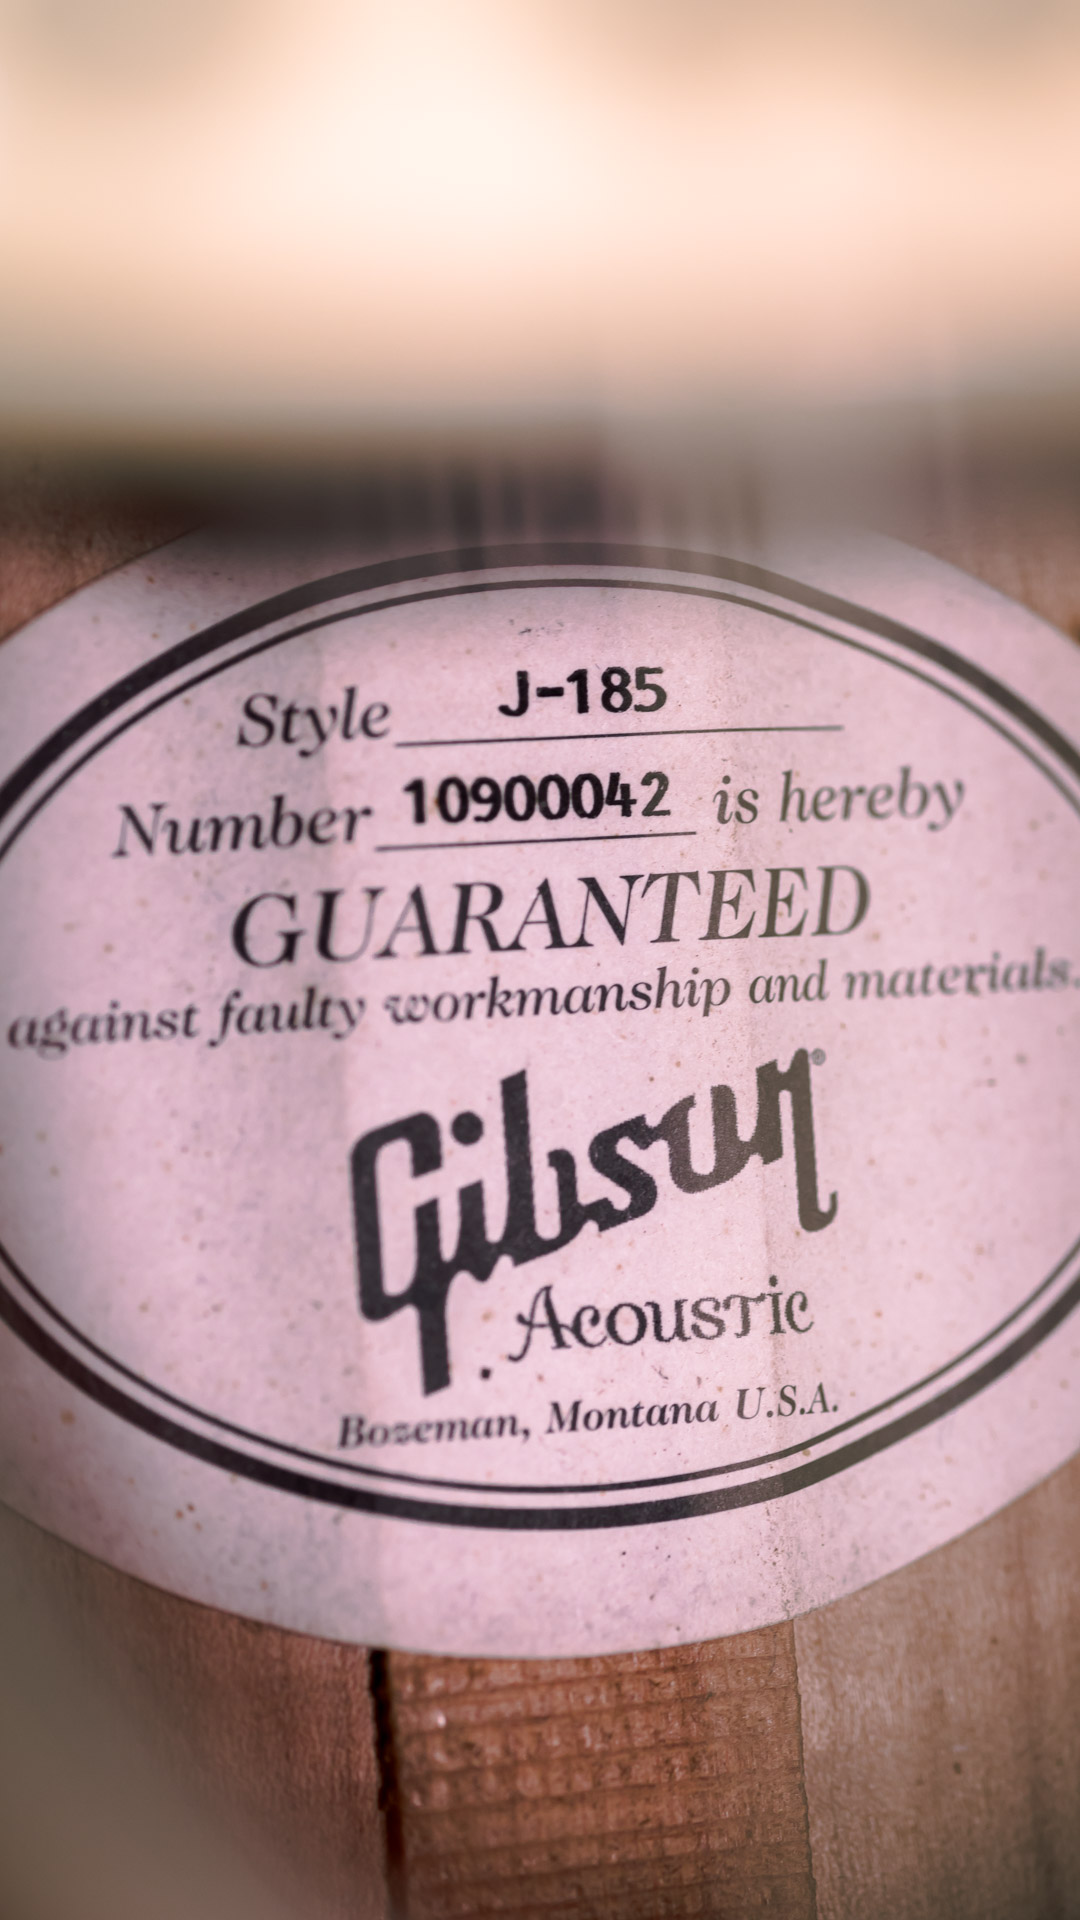 Style J-185
Number 10900042 is hereby
GUARANTEED
against faulty workmanship and materials.
Gibson®
Acoustic
Bozeman, Montana U.S.A.